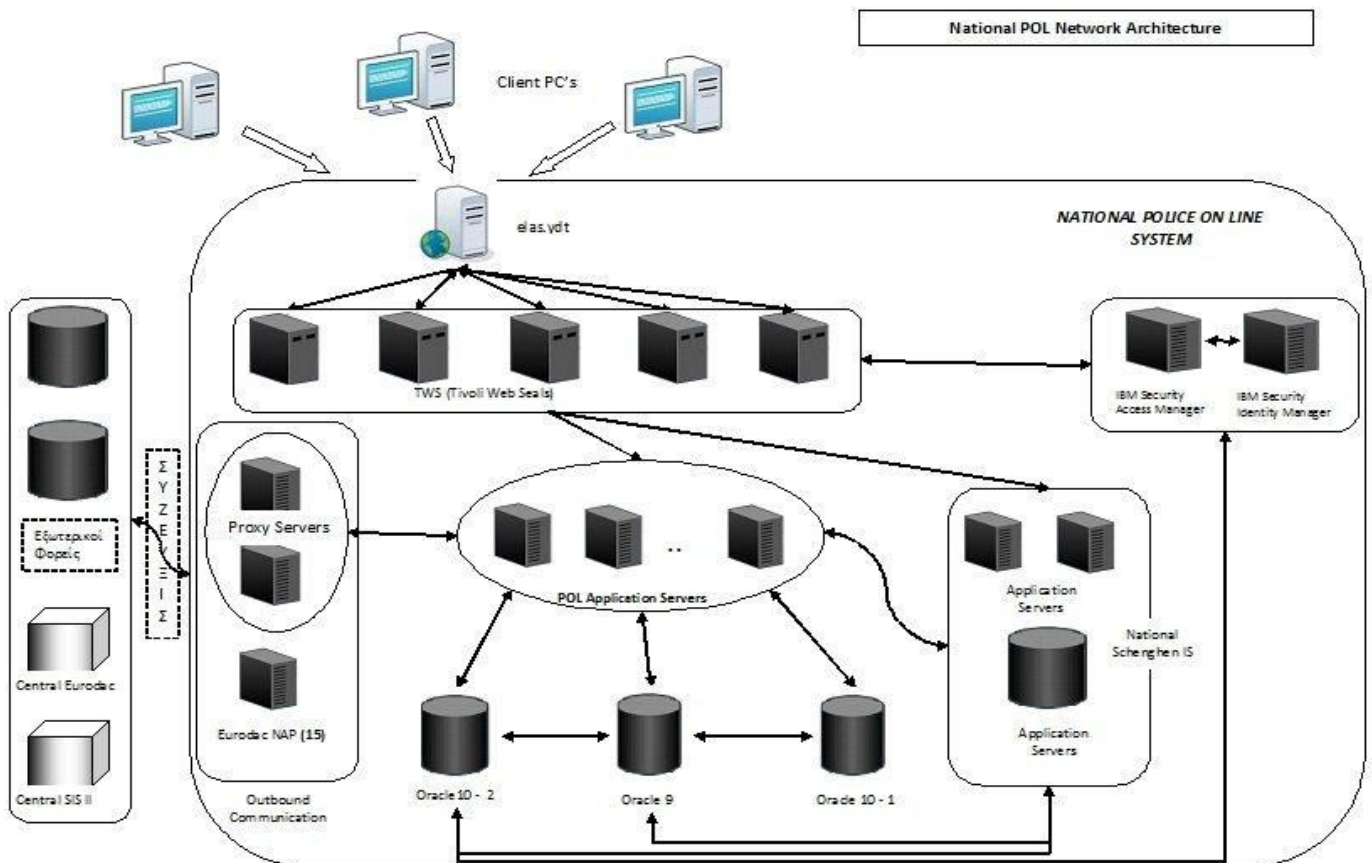 National POL Network Architecture
Client PC's
elas.ydt
NATIONAL POLICE ON LINE
SYSTEM
TWS (Tivoli Web Seals)
IBM Security
Access Manager
IBM Security
Identity Manager
Σ
Υ
Ζ
Ε
Υ
Ξ
Ι
Σ
Εξωτερικοί
Φορείς
Central Eurodac
Central SIS II
Proxy Servers
Eurodac NAP (15)
Outbound
Communication
..
POL Application Servers
Application
Servers
National
Schenghen IS
Application
Servers
Oracle 10 - 2
Oracle 9
Oracle 10 - 1